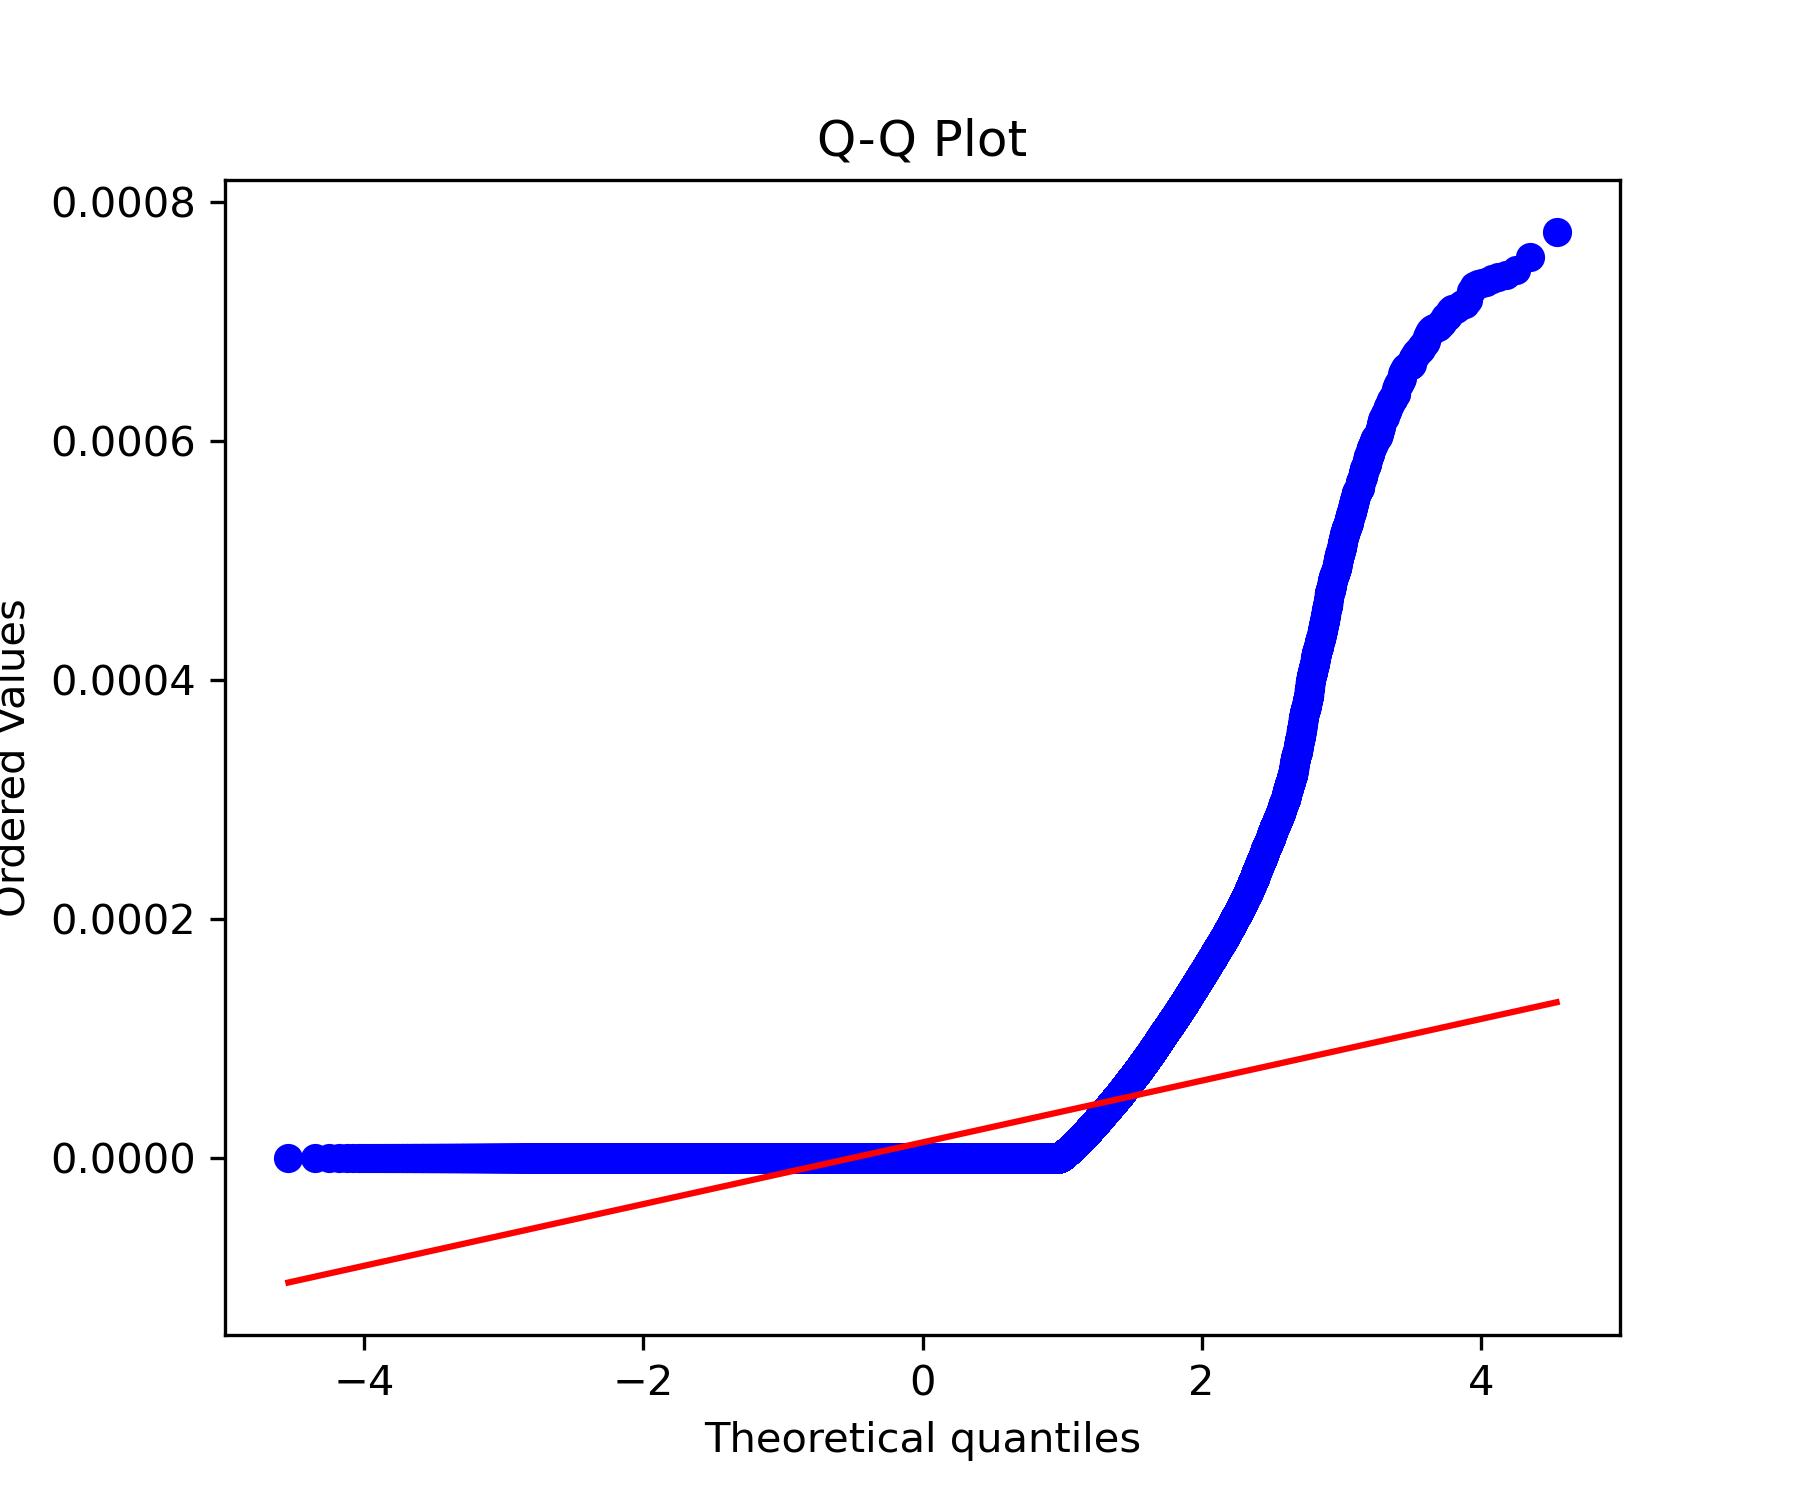 Q-Q Plot
0.0008
0.0006
0.0004
0.0002
0.0000
Ordered Values
−4 −2 0 2 4
Theoretical quantiles